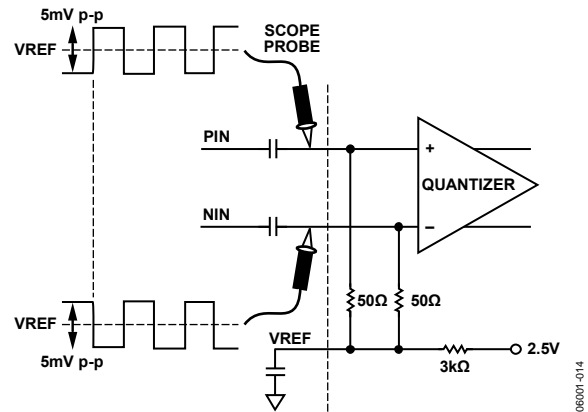 5mV p-p
VREF
SCOPE
PROBE
PIN
+
QUANTIZER
NIN
–
50Ω
50Ω
VREF
5mV p-p
VREF
3kΩ
2.5V
06001-014